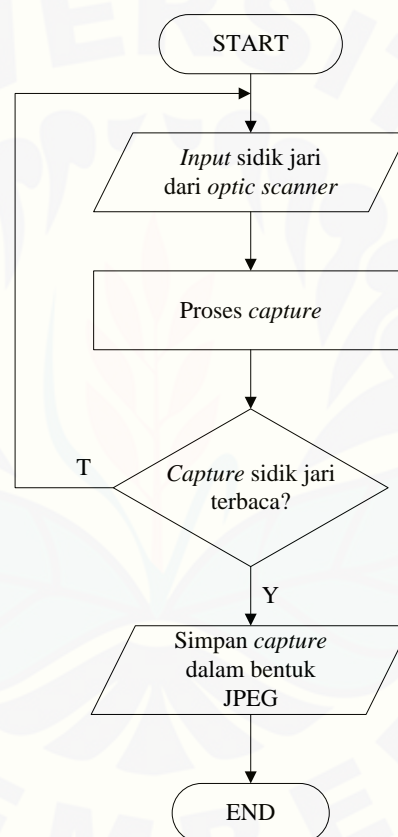 START
Input sidik jari
dari optic scanner
Proses capture
Capture sidik jari
terbaca?
T
Y
Simpan capture
dalam bentuk
JPEG
END